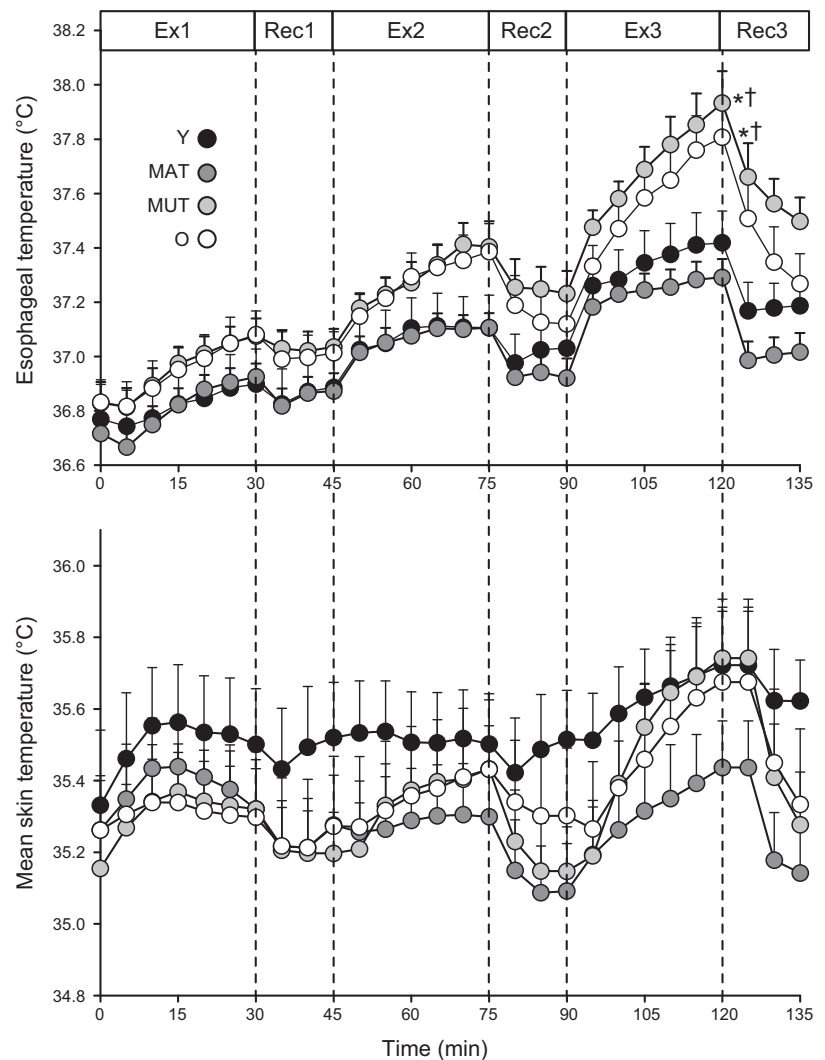 Ex1 Rec1 Ex2 Rec2 Ex3 Rec3
38.2
38.0
37.8
37.6
37.4
37.2
37.0
36.8
36.6
Esophageal temperature (°C)
Y
MAT
MUT
O
*†
*†
0 15 30 45 60 75 90 105 120 135
36.0
35.8
35.6
35.4
35.2
35.0
34.8
Mean skin temperature (°C)
0 15 30 45 60 75 90 105 120 135
Time (min)